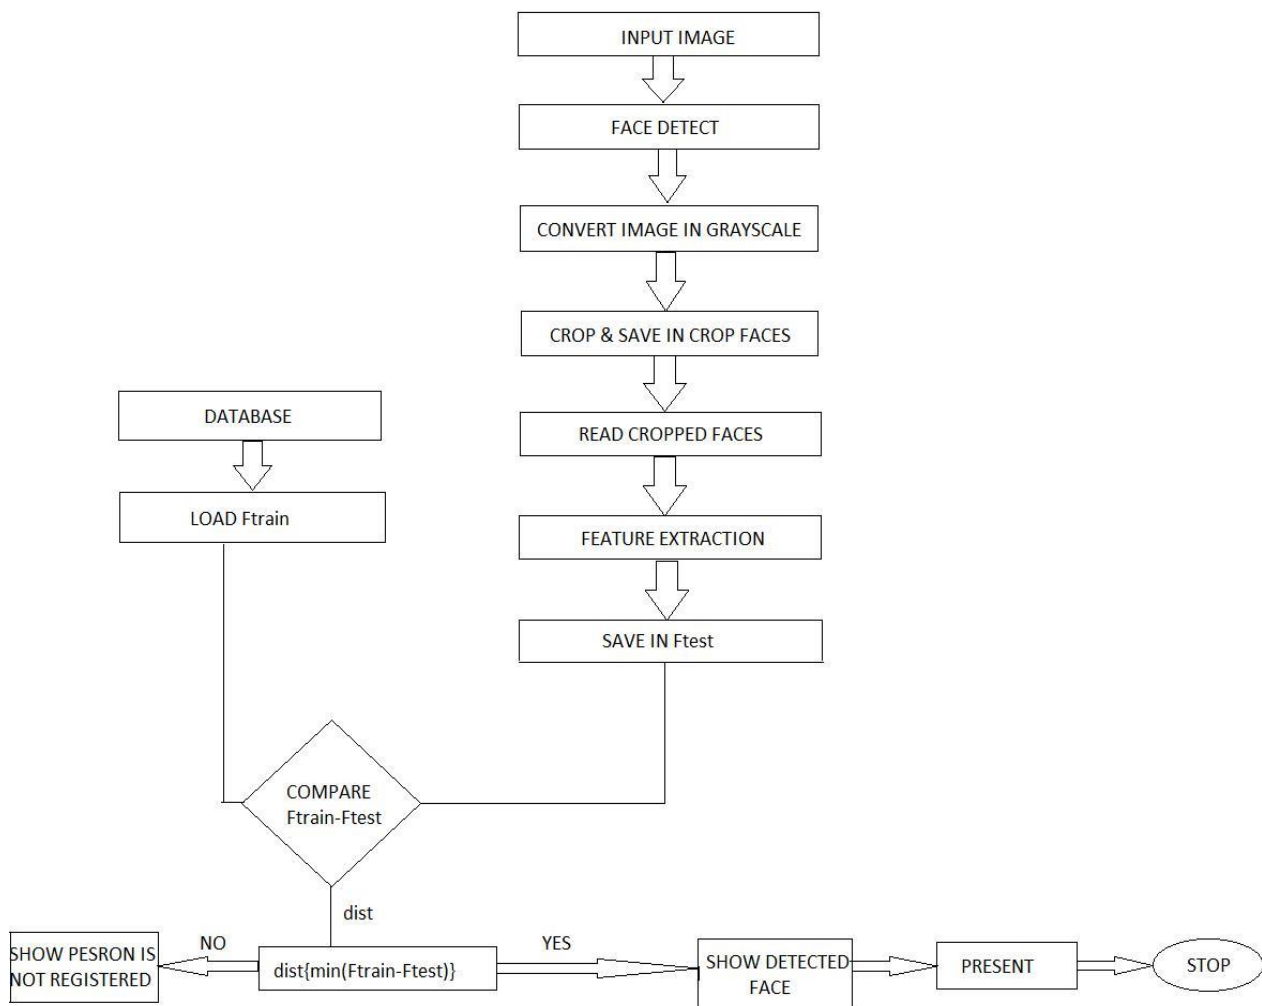 INPUT IMAGE
FACE DETECT
CONVERT IMAGE IN GRAYSCALE
CROP & SAVE IN CROP FACES
READ CROPPED FACES
FEATURE EXTRACTION
SAVE IN Ftest
DATABASE
LOAD Ftrain
COMPARE
Ftrain-Ftest
dist
dist{min(Ftrain-Ftest)}
NO
SHOW PESRON IS
NOT REGISTERED
YES
SHOW DETECTED
FACE
PRESENT
STOP